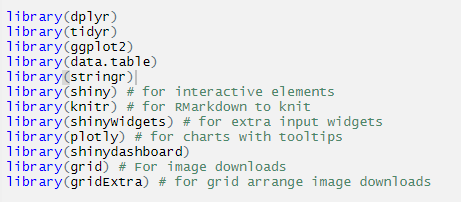 library(dplyr)
library(tidyr)
library(ggplot2)
library(data.table)
library(stringr)
library(shiny) # for interactive elements
library(knitr) # for RMarkdown to knit
library(shinyWidgets) # for extra input widgets
library(plotly) # for charts with tooltips
library(shinydashboard)
library(grid) # For image downloads
library(gridExtra) # for grid arrange image downloads